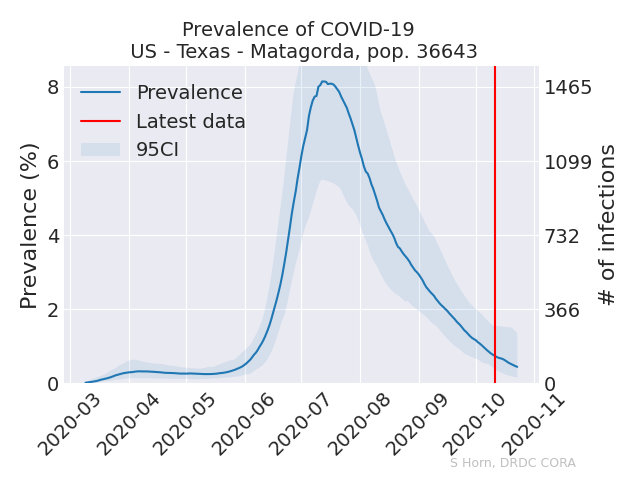 Prevalence of COVID-19
US - Texas - Matagorda, pop. 36643
Prevalence
Latest data
95CI
Prevalence (%)
8
6
4
2
0
1465
1099
732
366
0
# of infections
2020-03
2020-04
2020-05
2020-06
2020-07
2020-08
2020-09
2020-10
2020-11
S Horn, DRDC CORA